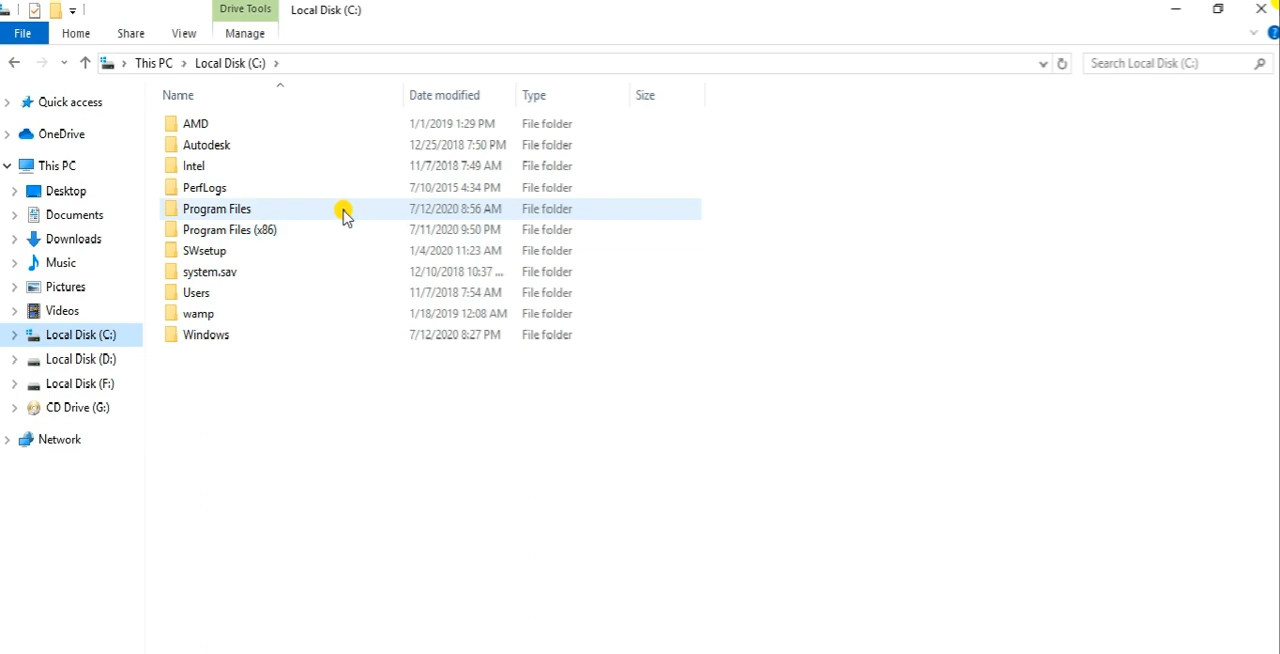 Drive Tools
Local Disk (C:)
File
Home
Share
View
Manage
This PC
Local Disk (C:)
Search Local Disk (C:)
Name
Date modified
Type
Size
Quick access
OneDrive
This PC
Desktop
Documents
Downloads
Music
Pictures
Videos
Local Disk (C:)
Local Disk (D:)
Local Disk (F:)
CD Drive (G:)
Network
AMD 1/1/2019 1:29 PM File folder
Autodesk 12/25/2018 7:50 PM File folder
Intel 11/7/2018 7:49 AM File folder
PerfLogs 7/10/2015 4:34 PM File folder
Program Files 7/12/2020 8:56 AM File folder
Program Files (x86) 7/11/2020 9:50 PM File folder
SWsetup 1/4/2020 11:23 AM File folder
system.sav 12/10/2018 10:37 ... File folder
Users 11/7/2018 7:54 AM File folder
wamp 1/18/2019 12:08 AM File folder
Windows 7/12/2020 8:27 PM File folder